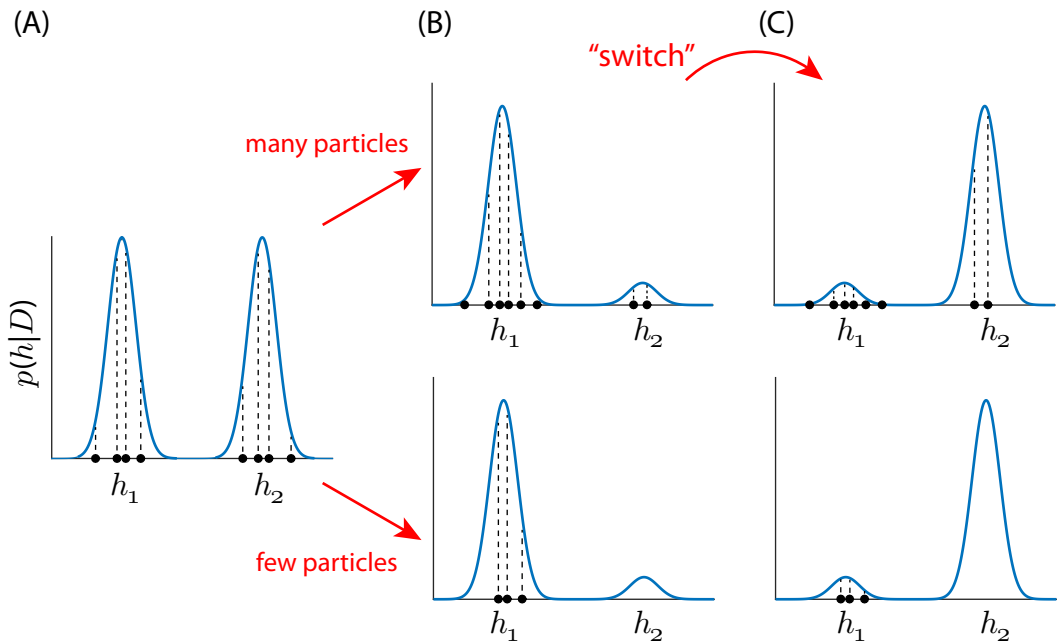 (A)
(B)
(C)
"switch"
many particles
p(h|D)
h₁
h₂
h₁
h₂
h₁
h₂
few particles
h₁
h₂
h₁
h₂